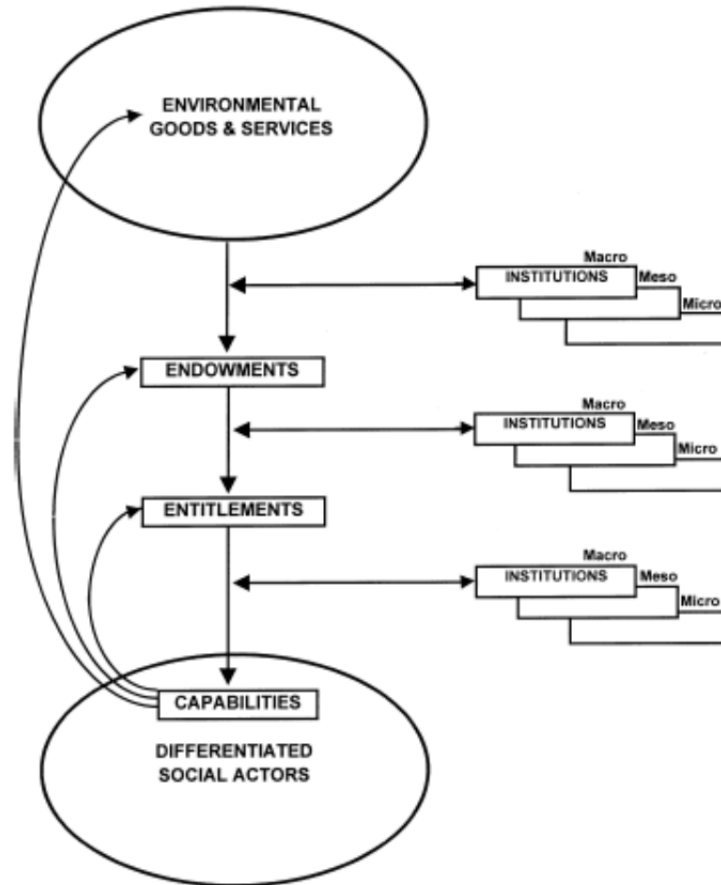 ENVIRONMENTAL
GOODS & SERVICES
Macro
INSTITUTIONS
Meso
Micro
ENDOWMENTS
Macro
INSTITUTIONS
Meso
Micro
ENTITLEMENTS
Macro
INSTITUTIONS
Meso
Micro
CAPABILITIES
DIFFERENTIATED
SOCIAL ACTORS